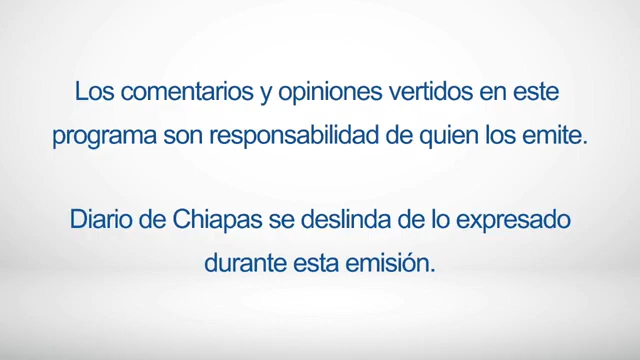 Los comentarios y opiniones vertidos en este
programa son responsabilidad de quien los emite.
Diario de Chiapas se deslinda de lo expresado
durante esta emisión.